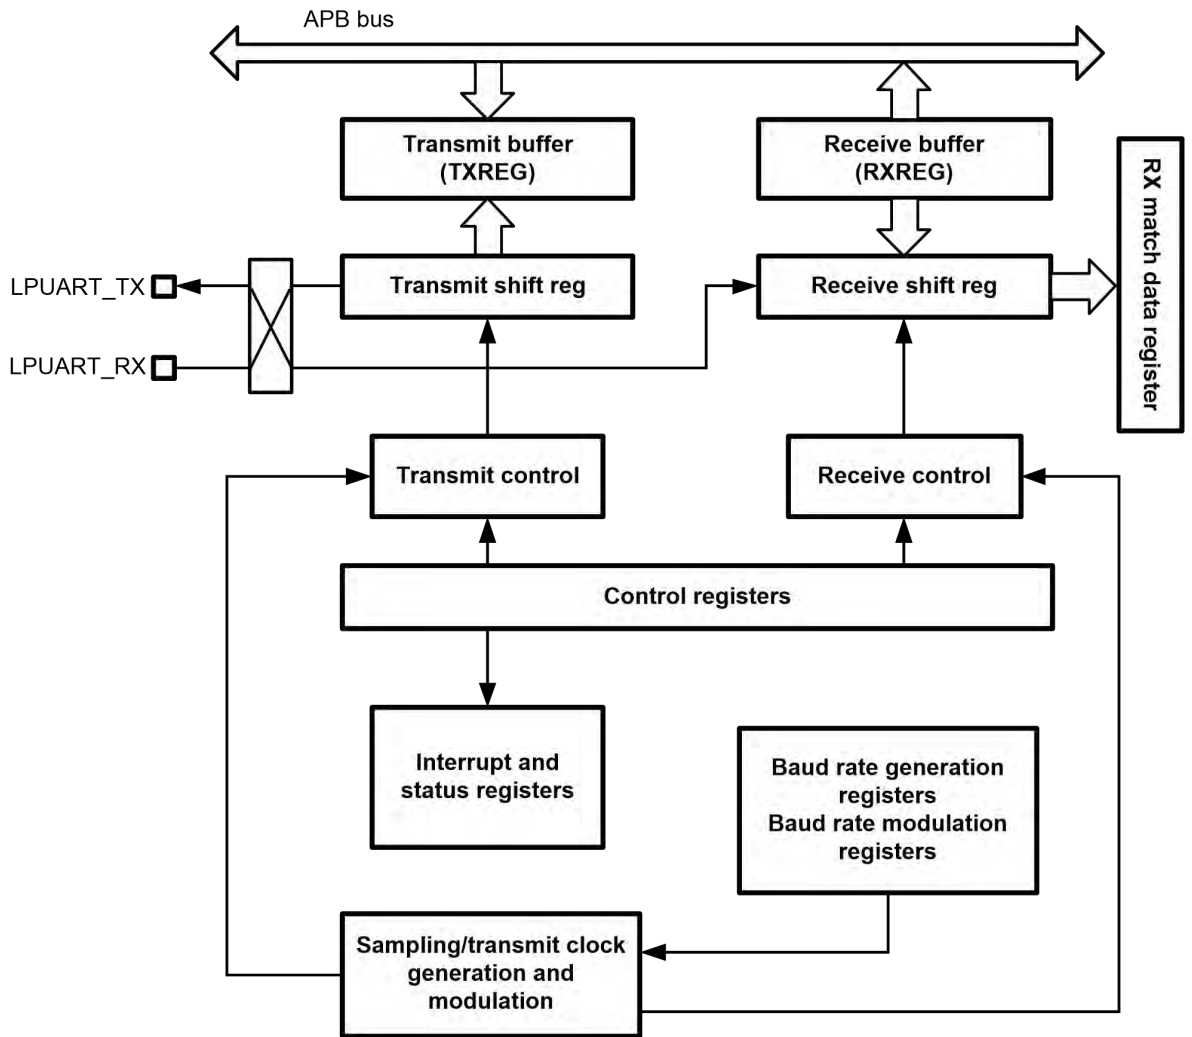 APB bus
Transmit buffer
(TXREG)
Receive buffer
(RXREG)
RX match data register
LPUART_TX
Transmit shift reg
Receive shift reg
LPUART_RX
Transmit control
Receive control
Control registers
Interrupt and
status registers
Baud rate generation
registers
Baud rate modulation
registers
Sampling/transmit clock
generation and
modulation